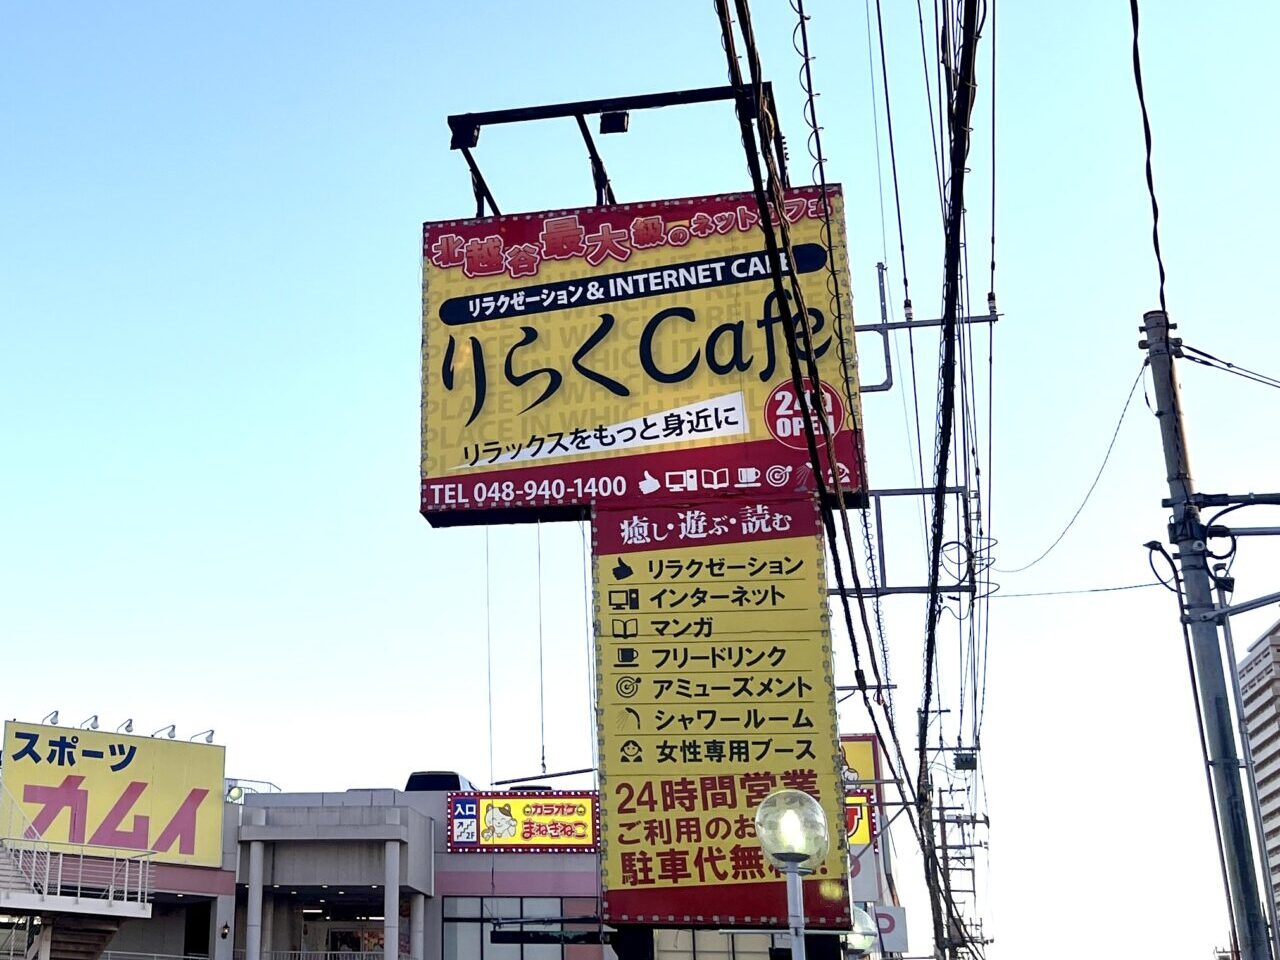 北越谷最大級のネットカフェ
リラクゼーション & INTERNET CAFE
りらくCafe
リラックスをもっと身近に
24h
OPEN
TEL 048-940-1400
癒し・遊ぶ・読む
リラクゼーション
インターネット
マンガ
フリードリンク
アミューズメント
シャワールーム
女性専用ブース
24時間営業
ご利用のお
駐車代無料!
スポーツ
カムイ
入口
2F
カラオケ
まねきねこ
P